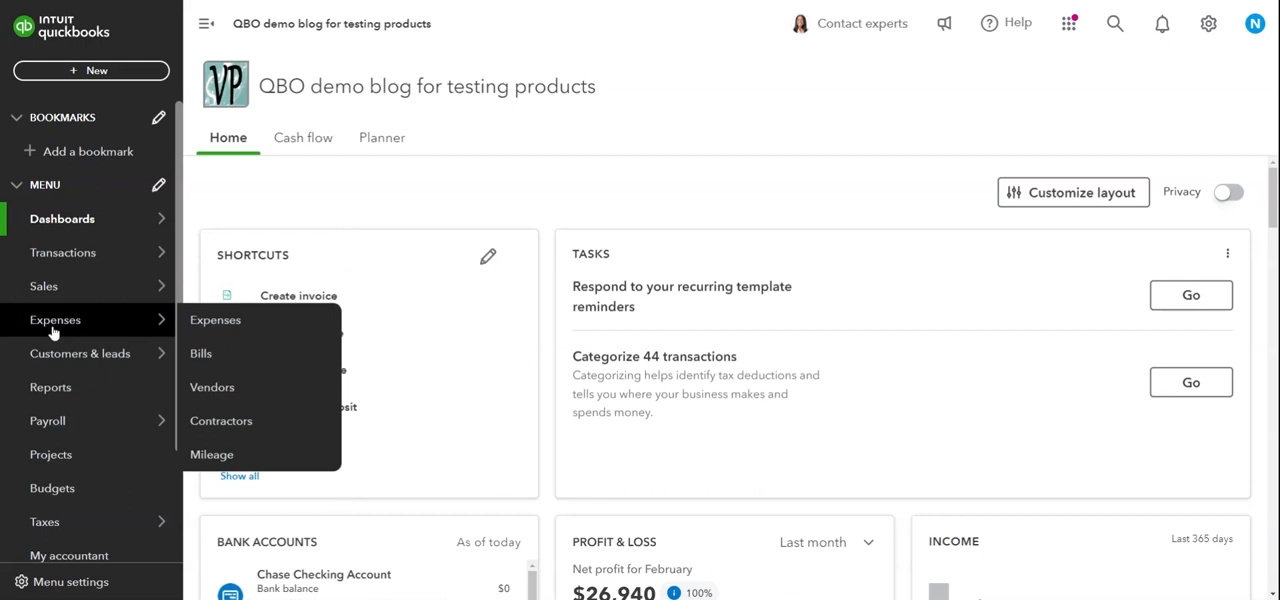 INTUIT
quickbooks
QBO demo blog for testing products
Contact experts
Help
N
+ New
VP
QBO demo blog for testing products
BOOKMARKS
Home
Cash flow
Planner
Add a bookmark
MENU
Customize layout
Privacy
Dashboards
Transactions
Sales
Expenses
Customers & leads
Reports
Payroll
Projects
Budgets
Taxes
My accountant
Menu settings
Expenses
Bills
Vendors
Contractors
Mileage
SHORTCUTS
Create invoice
Show all
TASKS
Respond to your recurring template
reminders
Go
Categorize 44 transactions
Categorizing helps identify tax deductions and
tells you where your business makes and
spends money.
Go
BANK ACCOUNTS
As of today
Chase Checking Account
Bank balance
$0
PROFIT & LOSS
Last month
Net profit for February
$26,940
100%
INCOME
Last 365 days